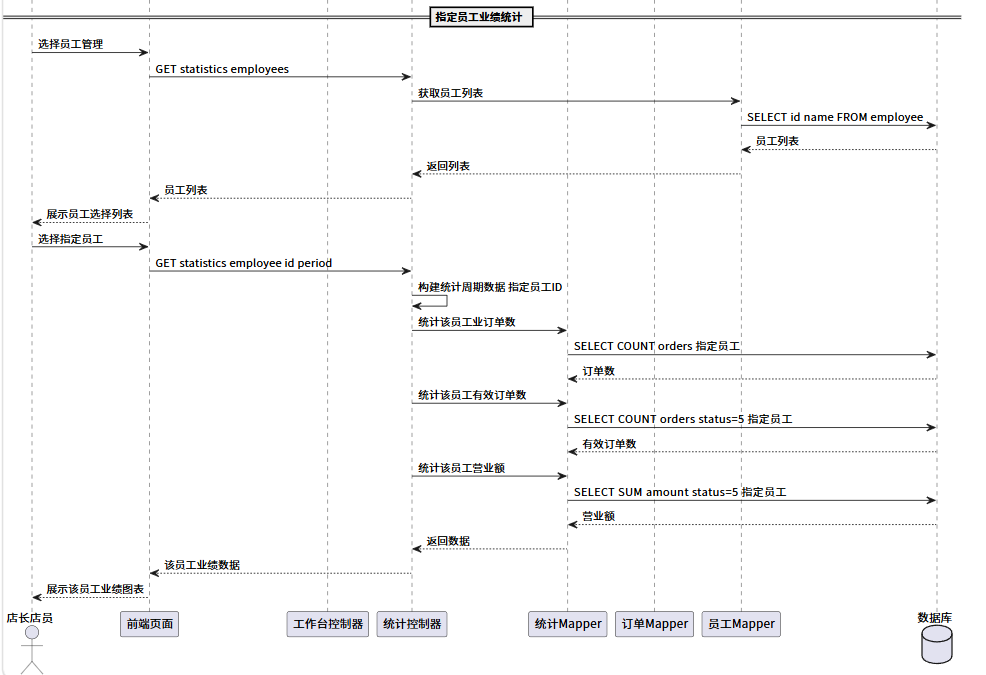 指定员工业绩统计
选择员工管理
GET statistics employees
获取员工列表
SELECT id name FROM employee
员工列表
返回列表
员工列表
展示员工选择列表
选择指定员工
GET statistics employee id period
构建统计周期数据 指定员工ID
统计该员工业订单数
SELECT COUNT orders 指定员工
订单数
统计该员工有效订单数
SELECT COUNT orders status=5 指定员工
有效订单数
统计该员工营业额
SELECT SUM amount status=5 指定员工
营业额
返回数据
该员工业绩数据
展示该员工业绩图表
店长店员
前端页面
工作台控制器
统计控制器
统计Mapper
订单Mapper
员工Mapper
数据库